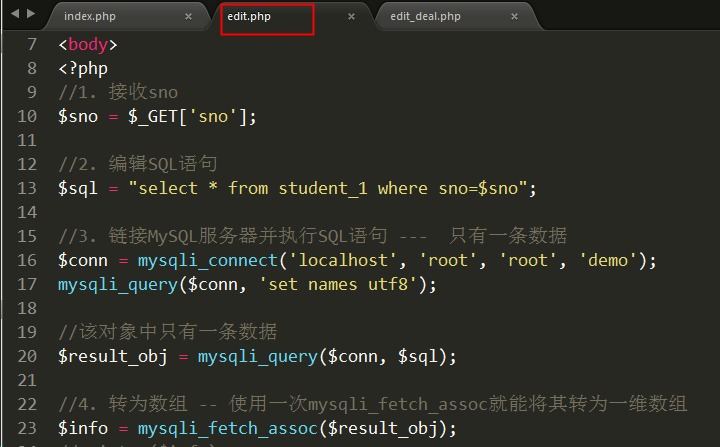 index.php × edit.php × edit_deal.php ×
7 <body>
8 <?php
9 //1. 接收sno
10 $sno = $_GET['sno'];
11
12 //2. 编辑SQL语句
13 $sql = "select * from student_1 where sno=$sno";
14
15 //3. 链接MySQL服务器并执行SQL语句 --- 只有一条数据
16 $conn = mysqli_connect('localhost', 'root', 'root', 'demo');
17 mysqli_query($conn, 'set names utf8');
18
19 //该对象中只有一条数据
20 $result_obj = mysqli_query($conn, $sql);
21
22 //4. 转为数组 -- 使用一次mysqli_fetch_assoc就能将其转为一维数组
23 $info = mysqli_fetch_assoc($result_obj);